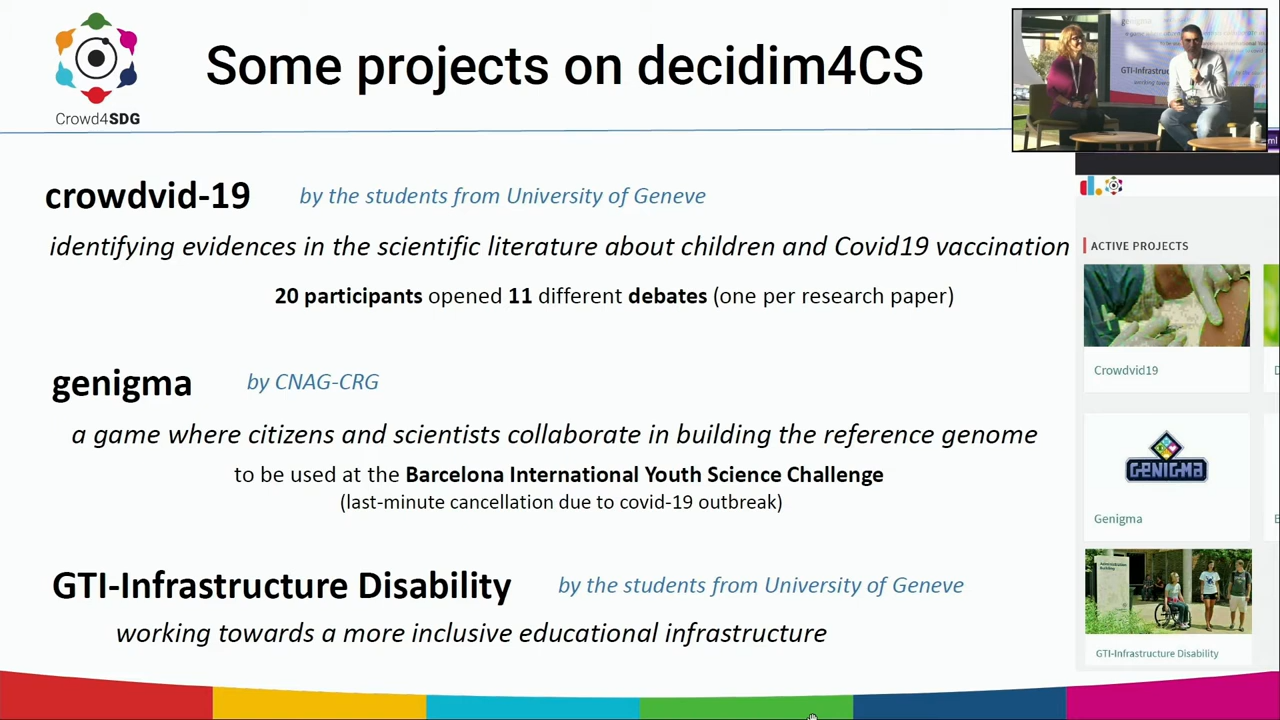 Some projects on decidim4CS
Crowd4SDG
crowdvid-19
by the students from University of Geneve
identifying evidences in the scientific literature about children and Covid19 vaccination
20 participants opened 11 different debates (one per research paper)
genigma
by CNAG-CRG
a game where citizens and scientists collaborate in building the reference genome
to be used at the Barcelona International Youth Science Challenge
(last-minute cancellation due to covid-19 outbreak)
GTI-Infrastructure Disability
by the students from University of Geneve
working towards a more inclusive educational infrastructure
ACTIVE PROJECTS
Crowdvid19
GENIGMA
Genigma
GTI-Infrastructure Disability